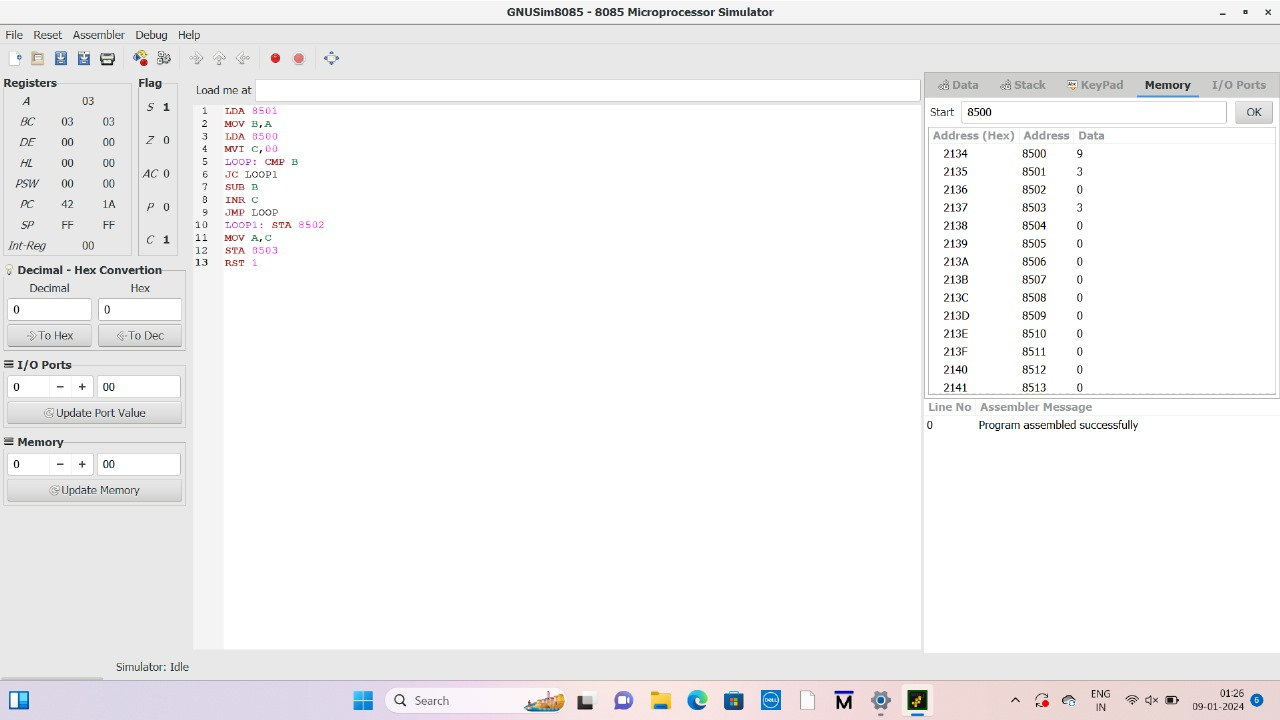 GNUSim8085 - 8085 Microprocessor Simulator
File Reset Assembler Debug Help
Registers
A 03
BC 03 03
DE 00 00
HL 00 00
PSW 00 00
PC 42 1A
SP FF FF
Int-Reg 00
Flag
S 1
Z 0
AC 0
P 0
C 1
Decimal - Hex Convertion
Decimal Hex
0 0
To Hex To Dec
I/O Ports
0 − + 00
Update Port Value
Memory
0 − + 00
Update Memory
Load me at
1 LDA 8501
2 MOV B,A
3 LDA 8500
4 MVI C,00
5 LOOP: CMP B
6 JC LOOP1
7 SUB B
8 INR C
9 JMP LOOP
10 LOOP1: STA 8502
11 MOV A,C
12 STA 8503
13 RST 1
Data Stack KeyPad Memory I/O Ports
Start 8500 OK
Address (Hex) Address Data
2134 8500 9
2135 8501 3
2136 8502 0
2137 8503 3
2138 8504 0
2139 8505 0
213A 8506 0
213B 8507 0
213C 8508 0
213D 8509 0
213E 8510 0
213F 8511 0
2140 8512 0
2141 8513 0
Line No Assembler Message
0 Program assembled successfully
Simulator: Idle
Search
DELL
M
ENG
IN
01:26
09-01-2024
6